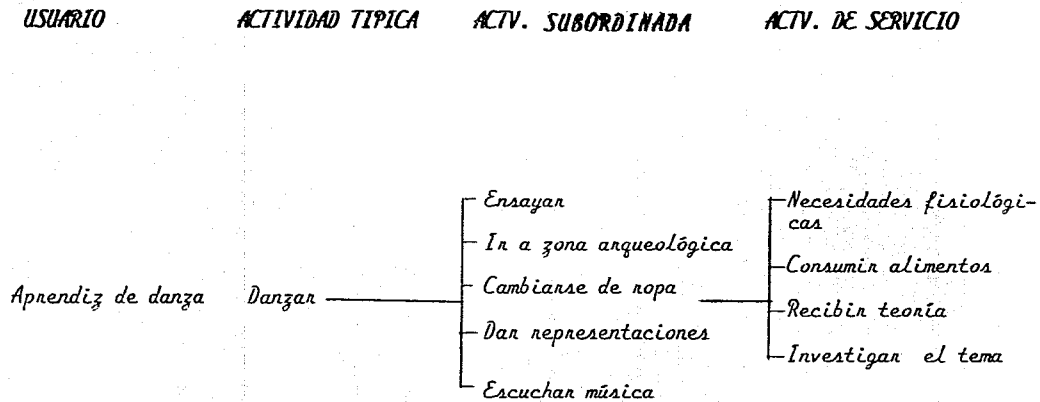 USUARIO ACTIVIDAD TIPICA ACTV. SUBORDINADA ACTV. DE SERVICIO
Ensayar
Ir a zona arqueológica
Cambiarse de ropa
Dar representaciones
Escuchar música
Necesidades fisiológi-
cas
Consumir alimentos
Recibir teoría
Investigar el tema
Aprendiz de danza Danzar